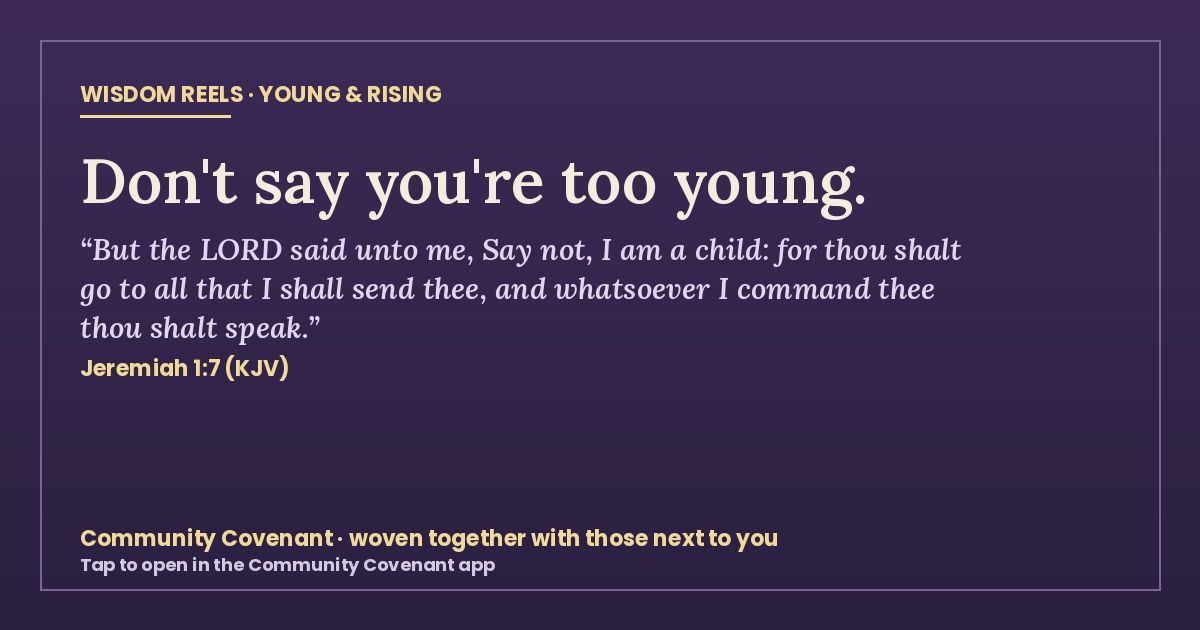 WISDOM REELS · YOUNG & RISING
Don't say you're too young.
“But the LORD said unto me, Say not, I am a child: for thou shalt
go to all that I shall send thee, and whatsoever I command thee
thou shalt speak.”
Jeremiah 1:7 (KJV)
Community Covenant · woven together with those next to you
Tap to open in the Community Covenant app